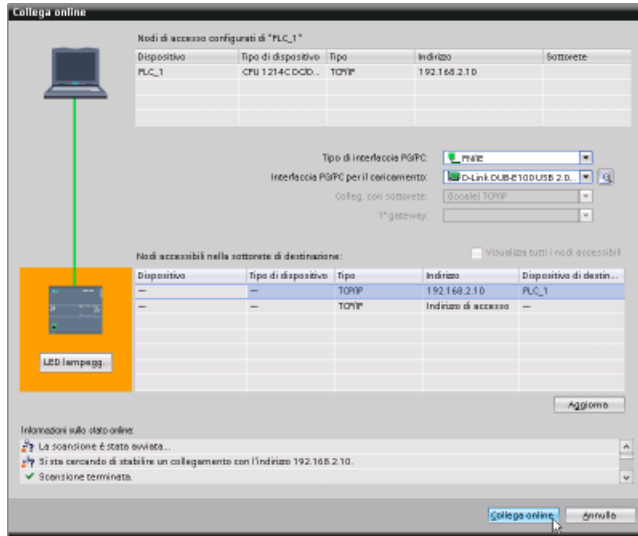 Collega online
Nodi di accesso configurati di "PLC_1"
Dispositivo Tipo di dispositivo Tipo Indirizzo Sottorete
PLC_1 CPU 1214C DC/D... TCP/IP 192.168.2.10
Tipo di interfaccia PG/PC: PN/IE
Interfaccia PG/PC per il caricamento: D-Link DUB-E100 USB 2.0...
Colleg. con sottorete: (locale) TCP/IP
1° gateway:
Visualizza tutti i nodi accessibili
Nodi accessibili nella sottorete di destinazione:
Dispositivo Tipo di dispositivo Tipo Indirizzo Dispositivo di destin...
— — TCP/IP 192.168.2.10 PLC_1
— — TCP/IP Indirizzo di accesso —
LED lampegg.
Aggiorna
Informazioni sullo stato online:
La scansione è stata avviata...
Si sta cercando di stabilire un collegamento con l'indirizzo 192.168.2.10.
Scansione terminata.
Collega online Annulla